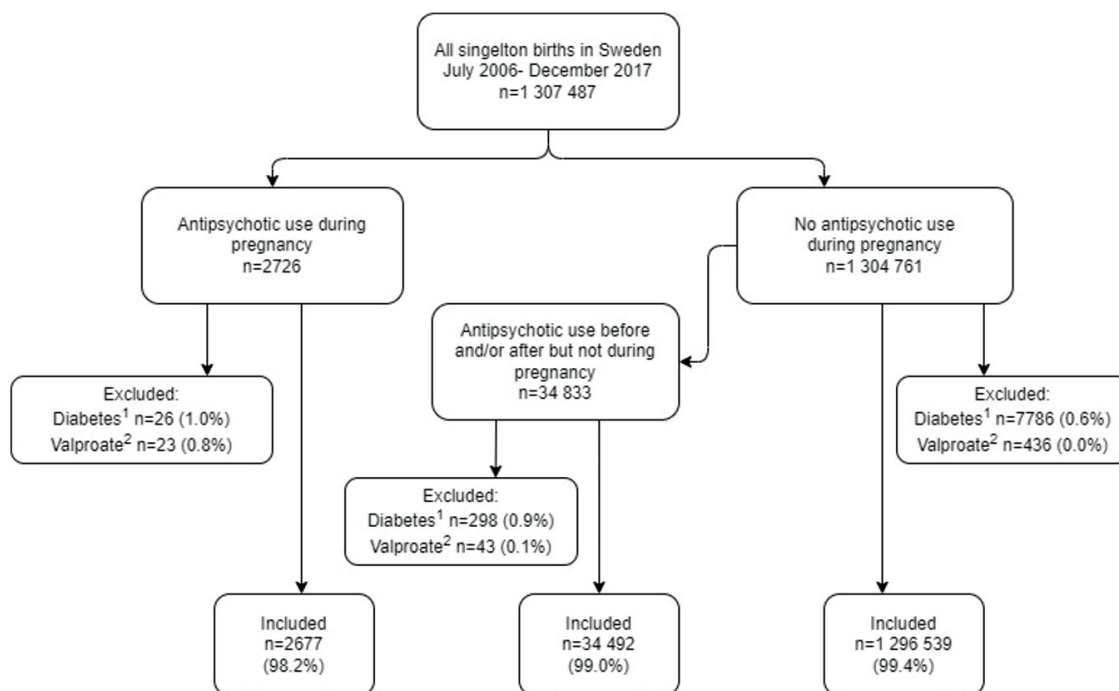 All singelton births in Sweden
July 2006- December 2017
n=1 307 487
Antipsychotic use during
pregnancy
n=2726
No antipsychotic use
during pregnancy
n=1 304 761
Antipsychotic use before
and/or after but not during
pregnancy
n=34 833
Excluded:
Diabetes¹ n=26 (1.0%)
Valproate² n=23 (0.8%)
Excluded:
Diabetes¹ n=7786 (0.6%)
Valproate² n=436 (0.0%)
Excluded:
Diabetes¹ n=298 (0.9%)
Valproate² n=43 (0.1%)
Included
n=2677
(98.2%)
Included
n=34 492
(99.0%)
Included
n=1 296 539
(99.4%)